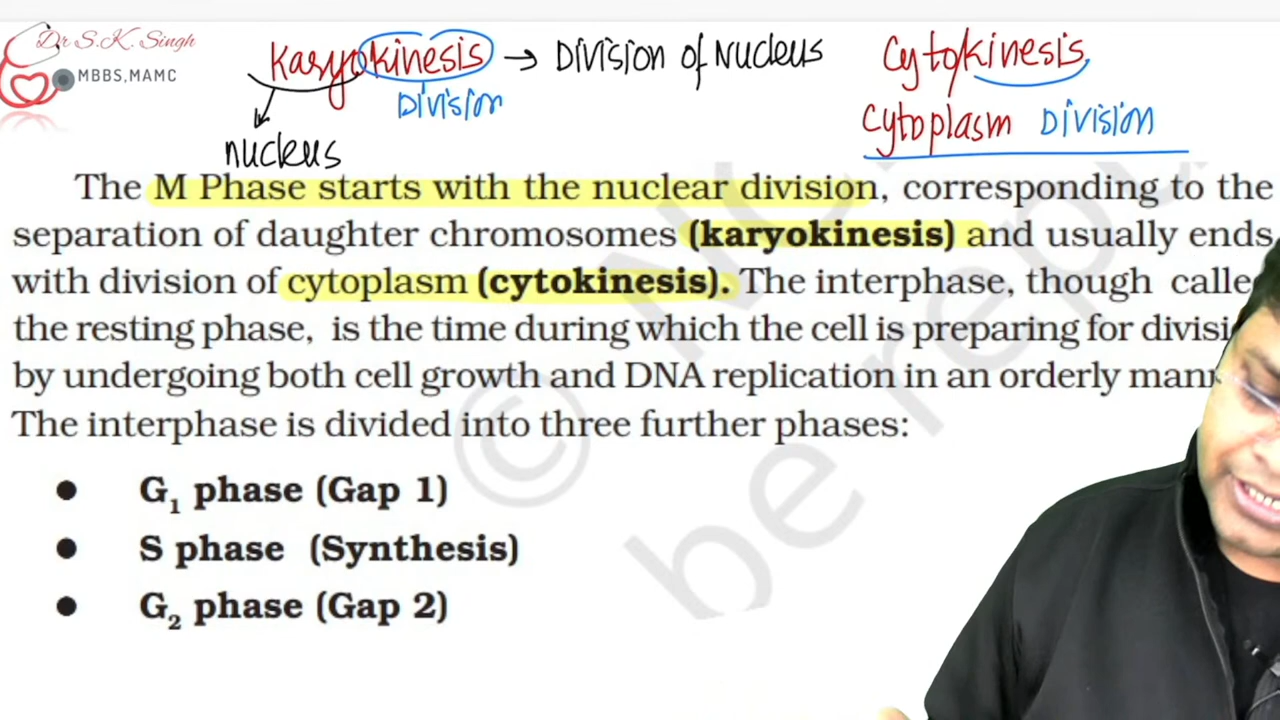 Dr S.K. Singh
MBBS,MAMC
Karyokinesis → Division of Nucleus
Division
nucleus
Cytokinesis
Cytoplasm Division
The M Phase starts with the nuclear division, corresponding to the
separation of daughter chromosomes (karyokinesis) and usually ends
with division of cytoplasm (cytokinesis). The interphase, though calle
the resting phase, is the time during which the cell is preparing for divisi
by undergoing both cell growth and DNA replication in an orderly mann
The interphase is divided into three further phases:
● G₁ phase (Gap 1)
● S phase (Synthesis)
● G₂ phase (Gap 2)
be rep